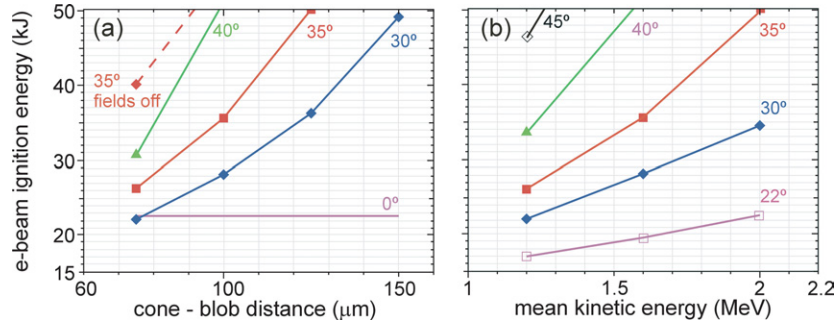 e-beam ignition energy (kJ)
50
40
30
20
15
(a)
40º
35º
30º
35º
fields off
0º
60
100
150
cone - blob distance (μm)
(b)
45º
40º
35º
30º
22º
1
1.5
2
2.2
mean kinetic energy (MeV)